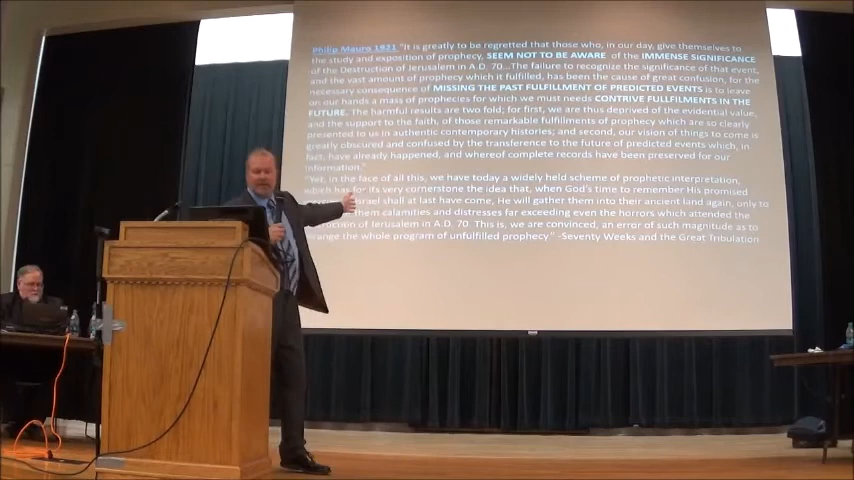 Philip Mauro 1921 "It is greatly to be regretted that those who, in our day, give themselves to
the study and exposition of prophecy, SEEM NOT TO BE AWARE of the IMMENSE SIGNIFICANCE
of the Destruction of Jerusalem in A.D. 70...The failure to recognize the significance of that event,
and the vast amount of prophecy which it fulfilled, has been the cause of great confusion, for the
necessary consequence of MISSING THE PAST FULFILLMENT OF PREDICTED EVENTS is to leave
on our hands a mass of prophecies for which we must needs CONTRIVE FULFILLMENTS IN THE
FUTURE. The harmful results are two fold; for first, we are thus deprived of the evidential value,
and the support to the faith, of those remarkable fulfillments of prophecy which are so clearly
presented to us in authentic contemporary histories; and second, our vision of things to come is
greatly obscured and confused by the transference to the future of predicted events which, in
fact, have already happened, and whereof complete records have been preserved for our
information."
"Yet, in the face of all this, we have today a widely held scheme of prophetic interpretation,
which has for its very cornerstone the idea that, when God's time to remember His promised
Israel shall at last have come, He will gather them into their ancient land again, only to
them calamities and distresses far exceeding even the horrors which attended the
of Jerusalem in A.D. 70 This is, we are convinced, an error of such magnitude as to
the whole program of unfulfilled prophecy" -Seventy Weeks and the Great Tribulation